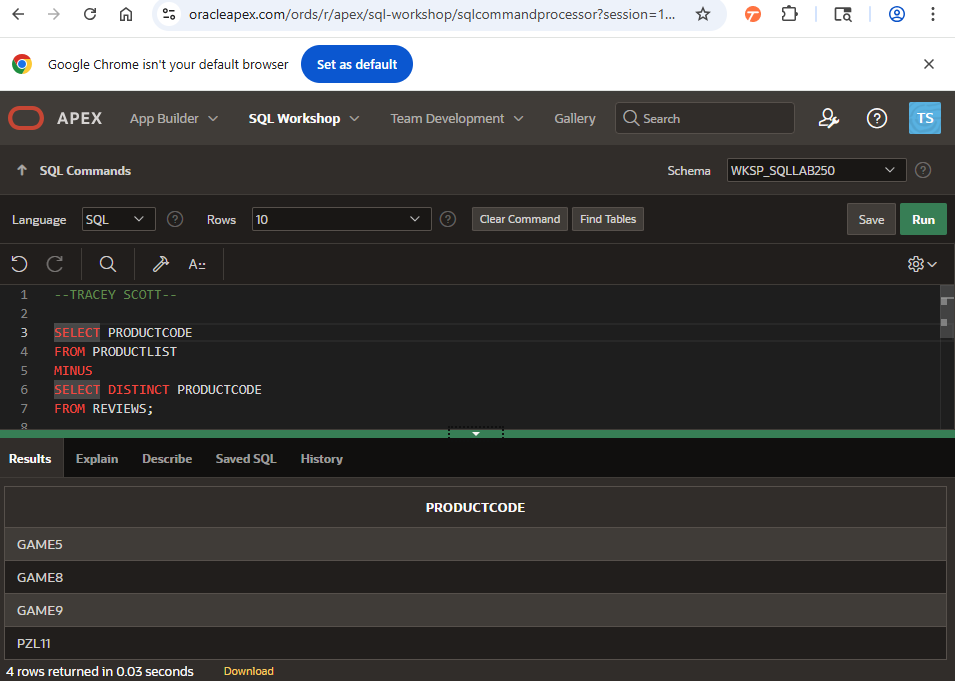 oracleapex.com/ords/r/apex/sql-workshop/sqlcommandprocessor?session=1...
Google Chrome isn't your default browser Set as default
APEX App Builder SQL Workshop Team Development Gallery Search TS
SQL Commands Schema WKSP_SQLLAB250
Language SQL Rows 10 Clear Command Find Tables Save Run
A::
1 --TRACEY SCOTT--
2
3 SELECT PRODUCTCODE
4 FROM PRODUCTLIST
5 MINUS
6 SELECT DISTINCT PRODUCTCODE
7 FROM REVIEWS;
8
Results Explain Describe Saved SQL History
PRODUCTCODE
GAME5
GAME8
GAME9
PZL11
4 rows returned in 0.03 seconds Download